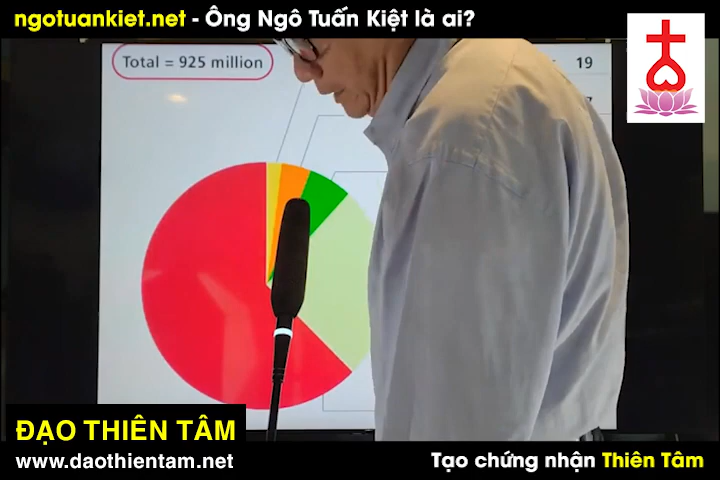 ngotuankiet.net - Ông Ngô Tuấn Kiệt là ai?
Total = 925 million
19
7
ĐẠO THIÊN TÂM
www.daothientam.net
Tạo chứng nhận Thiên Tâm